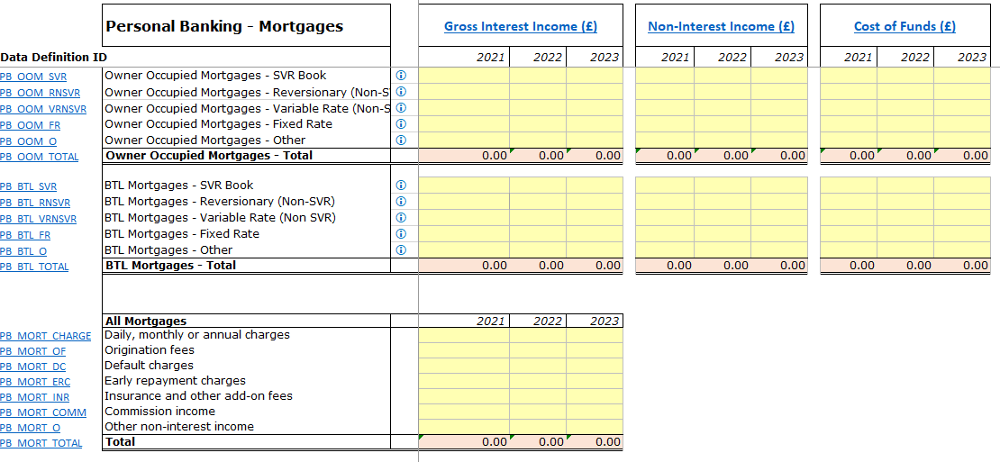 Personal Banking - Mortgages Gross Interest Income (£) Non-Interest Income (£) Cost of Funds (£)
Data Definition ID 2021 2022 2023 2021 2022 2023 2021 2022 2023
PB_OOM_SVR Owner Occupied Mortgages - SVR Book
PB_OOM_RNSVR Owner Occupied Mortgages - Reversionary (Non-S
PB_OOM_VRNSVR Owner Occupied Mortgages - Variable Rate (Non-S
PB_OOM_FR Owner Occupied Mortgages - Fixed Rate
PB_OOM_O Owner Occupied Mortgages - Other
PB_OOM_TOTAL Owner Occupied Mortgages - Total 0.00 0.00 0.00 0.00 0.00 0.00 0.00 0.00 0.00
PB_BTL_SVR BTL Mortgages - SVR Book
PB_BTL_RNSVR BTL Mortgages - Reversionary (Non-SVR)
PB_BTL_VRNSVR BTL Mortgages - Variable Rate (Non SVR)
PB_BTL_FR BTL Mortgages - Fixed Rate
PB_BTL_O BTL Mortgages - Other
PB_BTL_TOTAL BTL Mortgages - Total 0.00 0.00 0.00 0.00 0.00 0.00 0.00 0.00 0.00
All Mortgages 2021 2022 2023
PB_MORT_CHARGE Daily, monthly or annual charges
PB_MORT_OF Origination fees
PB_MORT_DC Default charges
PB_MORT_ERC Early repayment charges
PB_MORT_INR Insurance and other add-on fees
PB_MORT_COMM Commission income
PB_MORT_O Other non-interest income
PB_MORT_TOTAL Total 0.00 0.00 0.00